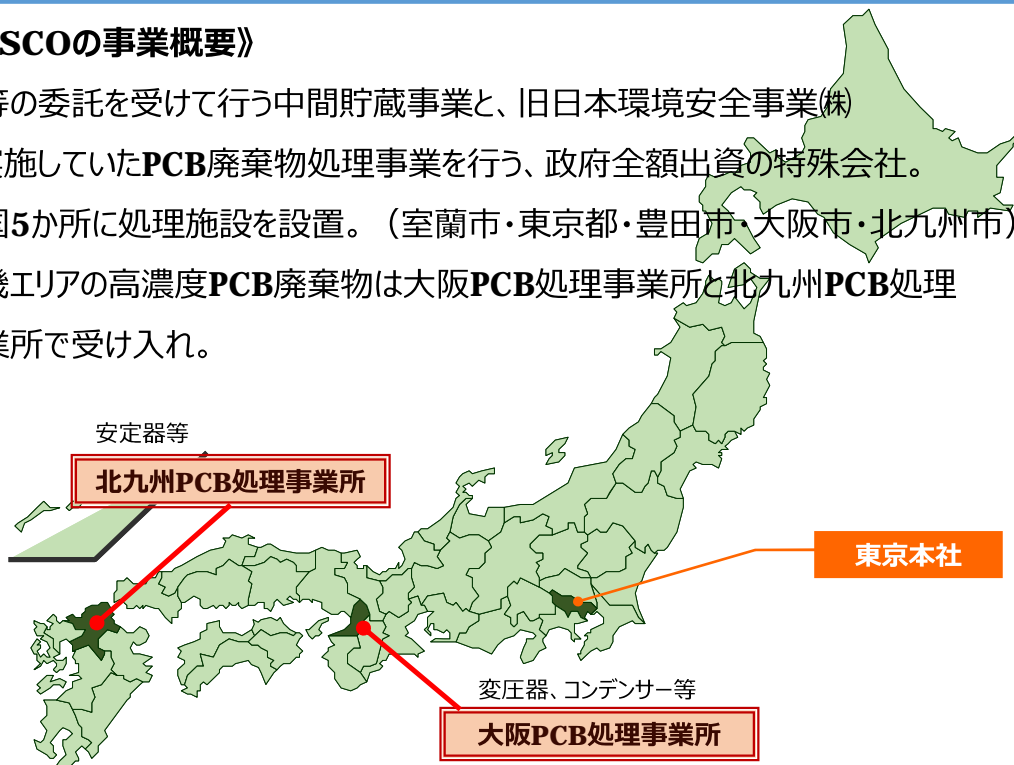 SCOの事業概要》
等の委託を受けて行う中間貯蔵事業と、旧日本環境安全事業㈱
実施していたPCB廃棄物処理事業を行う、政府全額出資の特殊会社。
国5か所に処理施設を設置。（室蘭市・東京都・豊田市・大阪市・北九州市）
畿エリアの高濃度PCB廃棄物は大阪PCB処理事業所と北九州PCB処理
業所で受け入れ。
安定器等
北九州PCB処理事業所
東京本社
変圧器、コンデンサー等
大阪PCB処理事業所